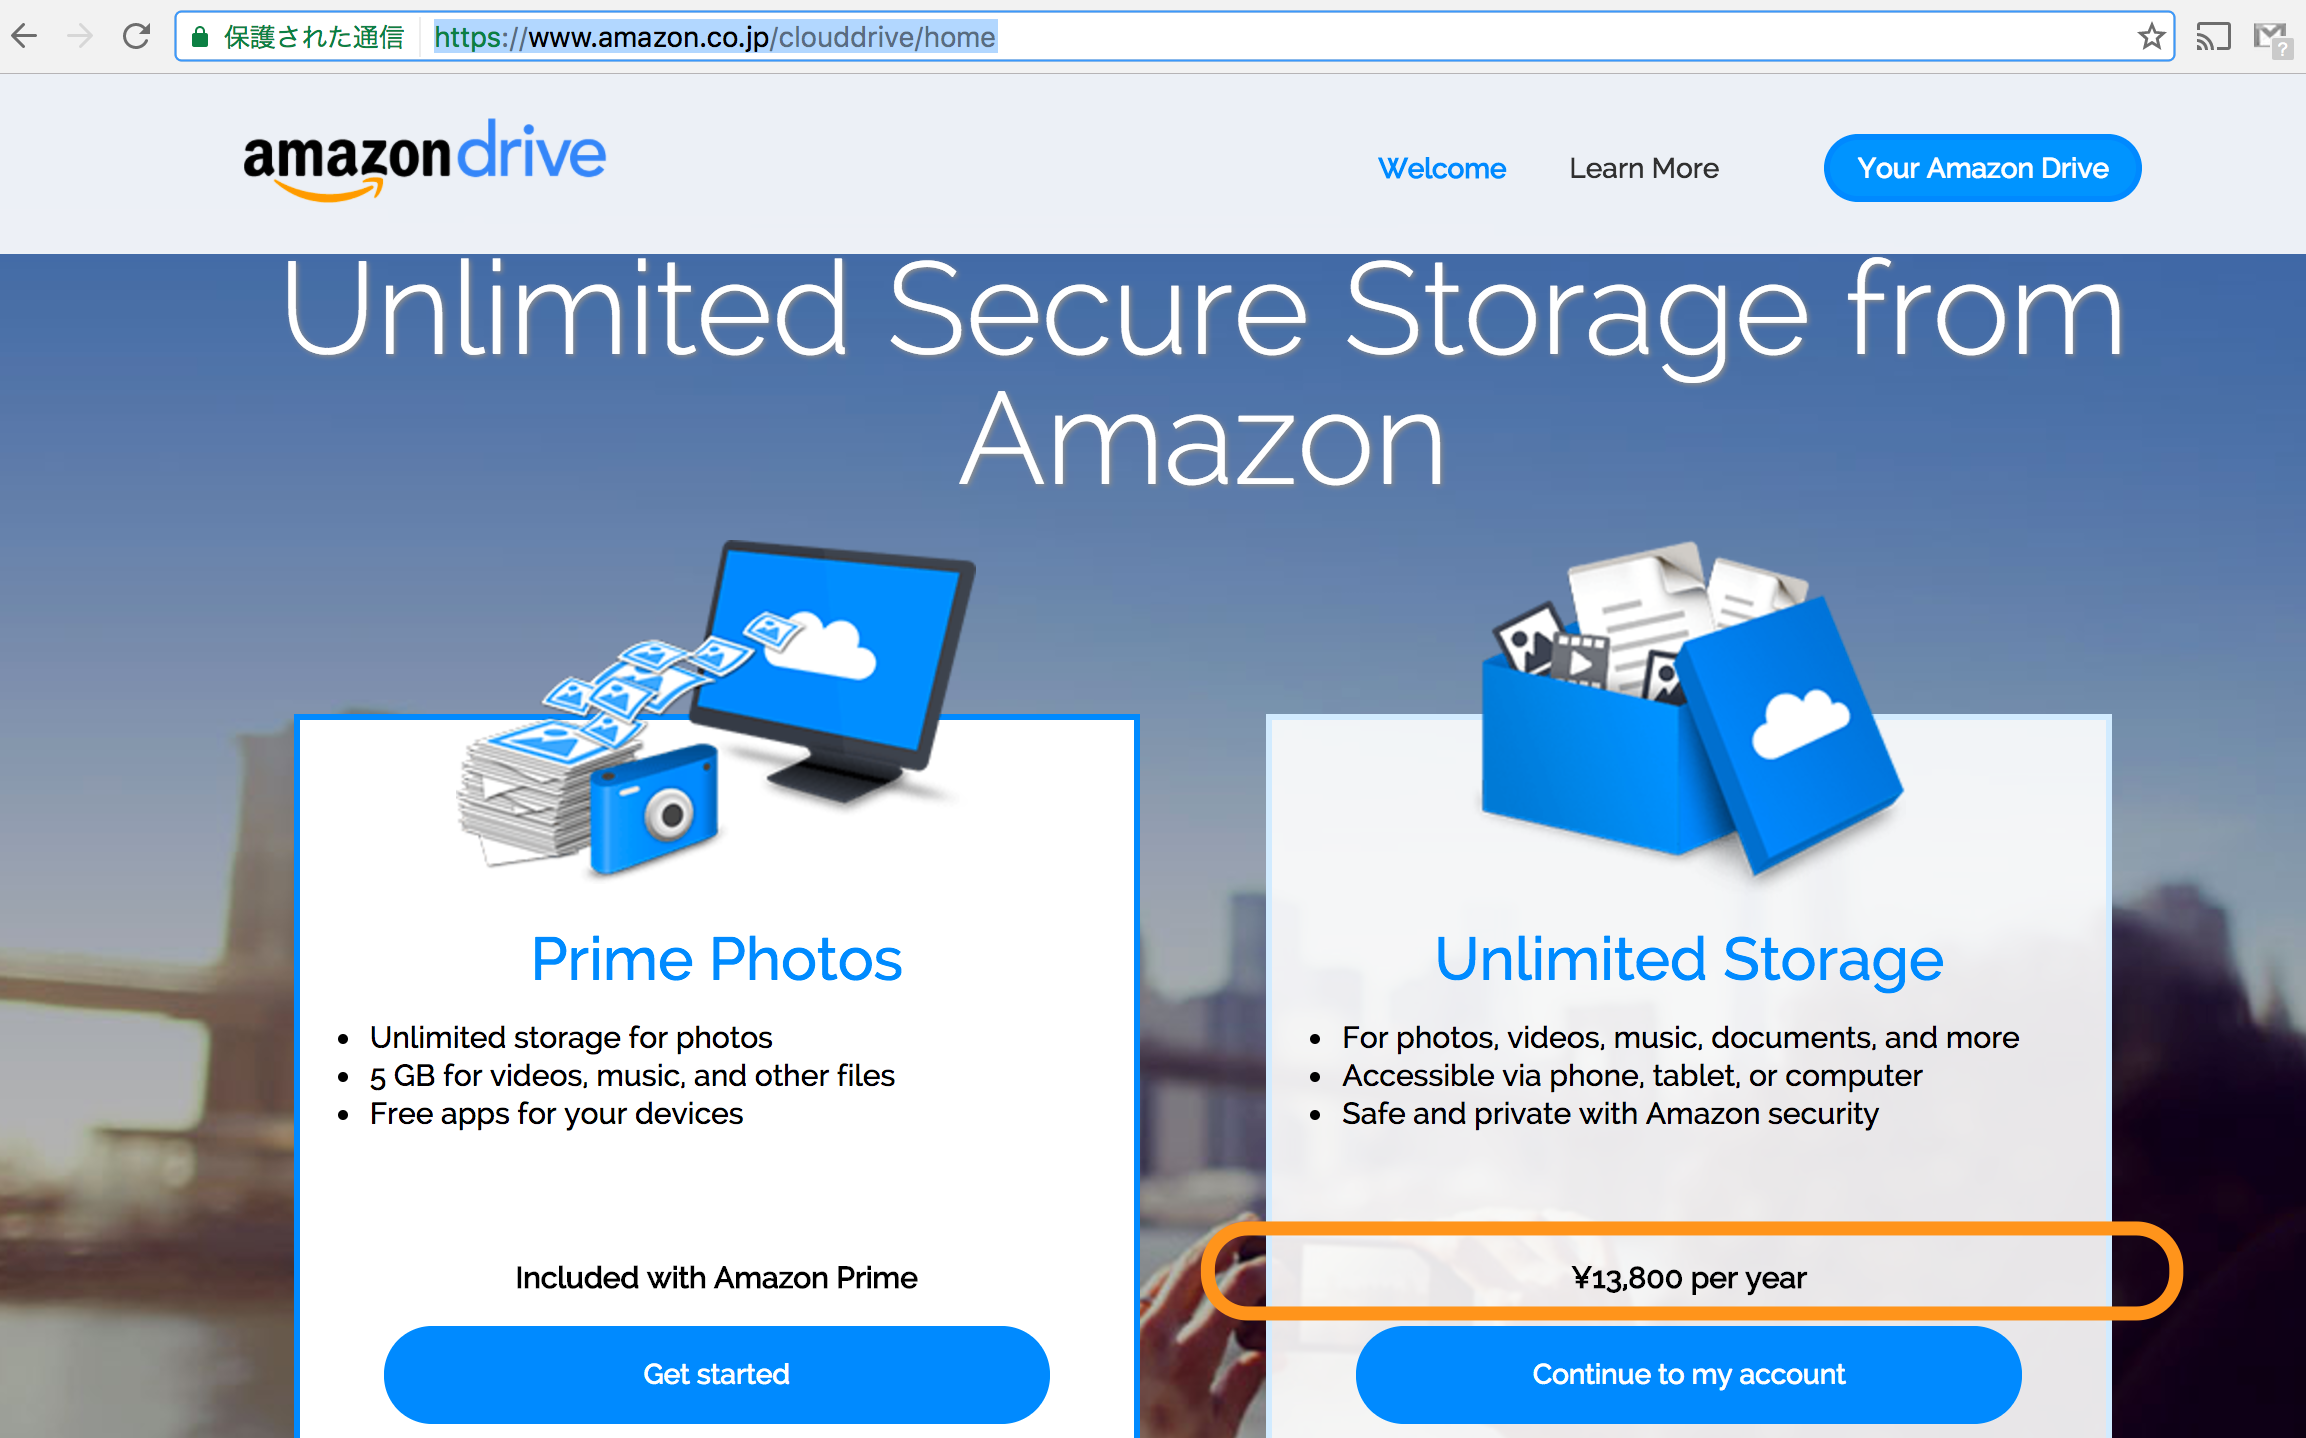 保護された通信 https://www.amazon.co.jp/clouddrive/home
amazon drive
Welcome Learn More Your Amazon Drive
Unlimited Secure Storage from
Amazon
Prime Photos
• Unlimited storage for photos
• 5 GB for videos, music, and other files
• Free apps for your devices
Included with Amazon Prime
Get started
Unlimited Storage
• For photos, videos, music, documents, and more
• Accessible via phone, tablet, or computer
• Safe and private with Amazon security
¥13,800 per year
Continue to my account